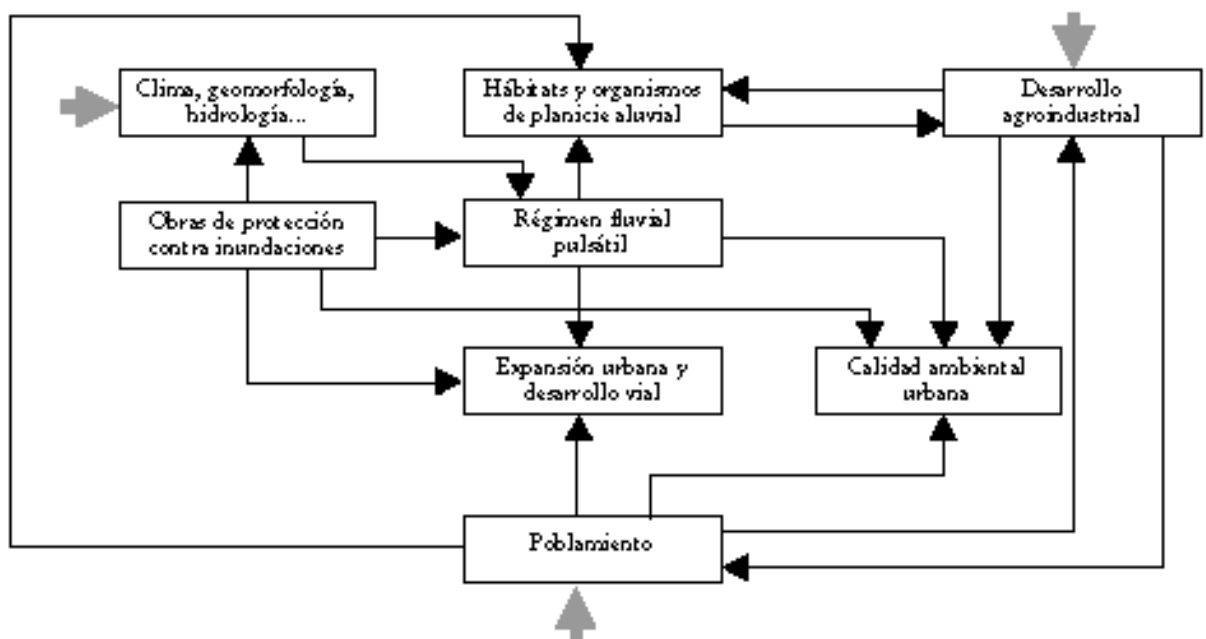 Clima, geomorfología,
hidrología...
Hábitats y organismos
de planicie aluvial
Desarrollo
agroindustrial
Obras de protección
contra inundaciones
Régimen fluvial
pulsátil
Expansión urbana y
desarrollo vial
Calidad ambiental
urbana
Poblamiento